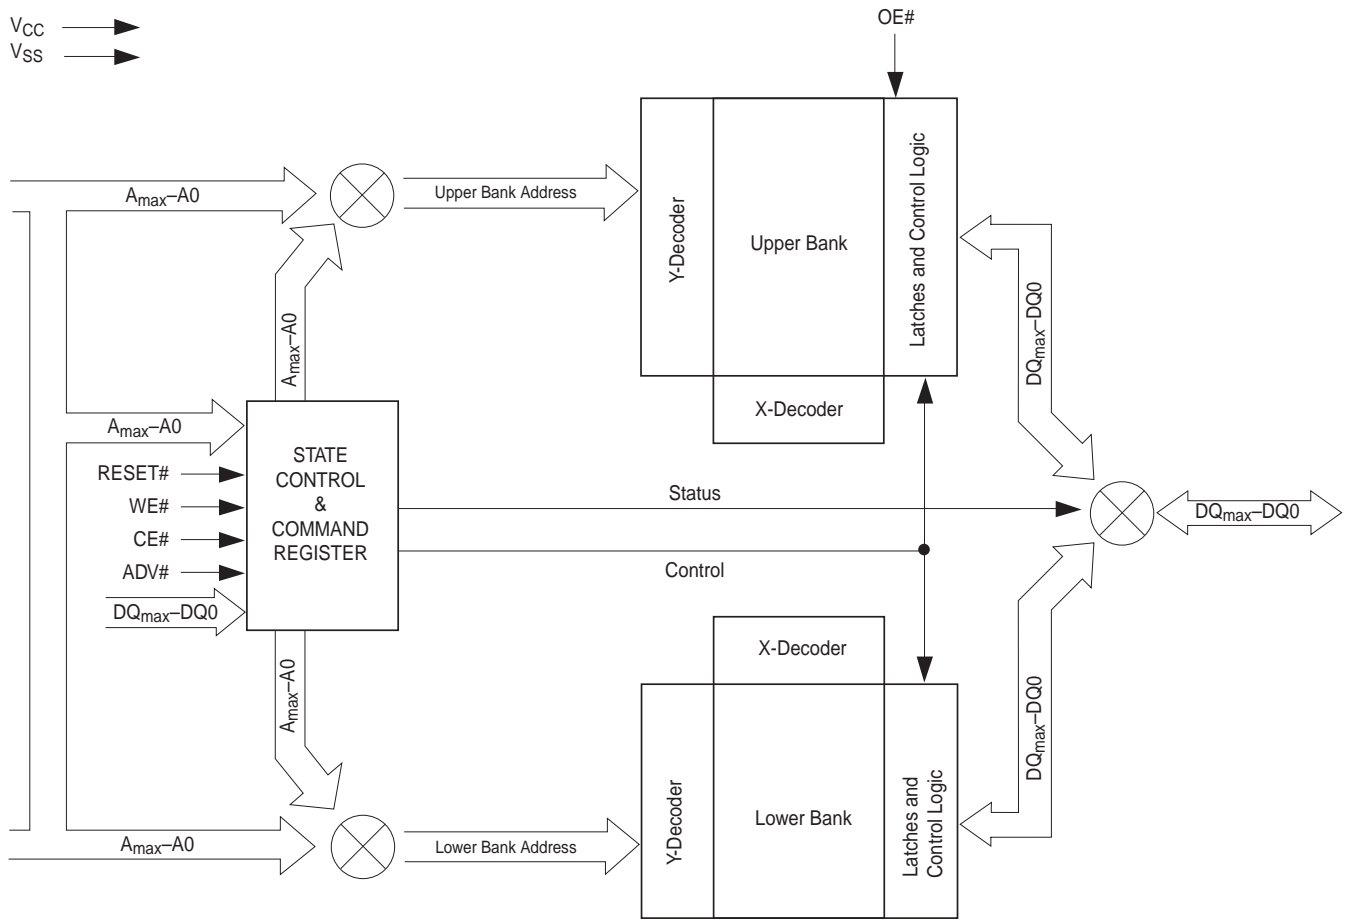 VCC
VSS
OE#
Amax–A0
Upper Bank Address
Y-Decoder
Upper Bank
Latches and Control Logic
X-Decoder
DQmax–DQ0
Amax–A0
Amax–A0
RESET#
WE#
CE#
ADV#
DQmax–DQ0
STATE
CONTROL
&
COMMAND
REGISTER
Status
Control
DQmax–DQ0
Amax–A0
X-Decoder
Amax–A0
Lower Bank Address
Y-Decoder
Lower Bank
Latches and
Control Logic
DQmax–DQ0